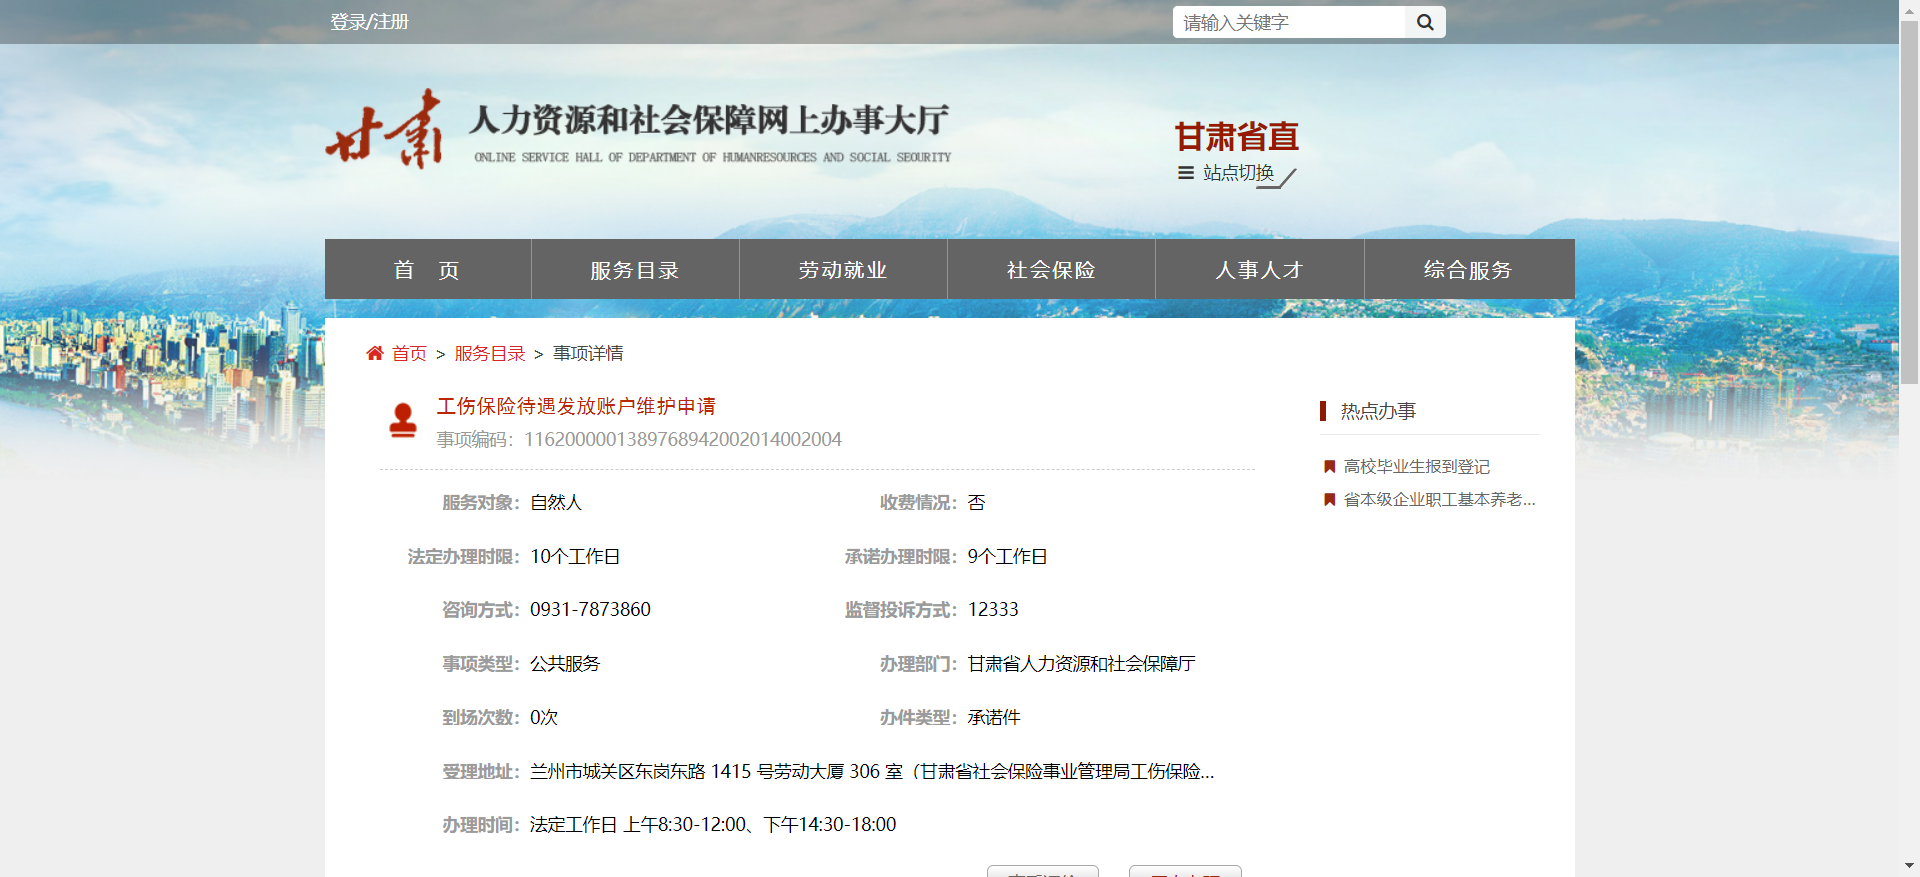 登录/注册
请输入关键字
甘肃 人力资源和社会保障网上办事大厅
ONLINE SERVICE HALL OF DEPARTMENT OF HUMANRESOURCES AND SOCIAL SEOURITY
甘肃省直
站点切换
首 页 服务目录 劳动就业 社会保险 人事人才 综合服务
首页 > 服务目录 > 事项详情
工伤保险待遇发放账户维护申请
事项编码：11620000013897689420020140020​04
热点办事
高校毕业生报到登记
省本级企业职工基本养老...
服务对象：自然人 收费情况：否
法定办理时限：10个工作日 承诺办理时限：9个工作日
咨询方式：0931-7873860 监督投诉方式：12333
事项类型：公共服务 办理部门：甘肃省人力资源和社会保障厅
到场次数：0次 办件类型：承诺件
受理地址：兰州市城关区东岗东路 1415 号劳动大厦 306 室（甘肃省社会保险事业管理局工伤保险...
办理时间：法定工作日 上午8:30-12:00、下午14:30-18:00